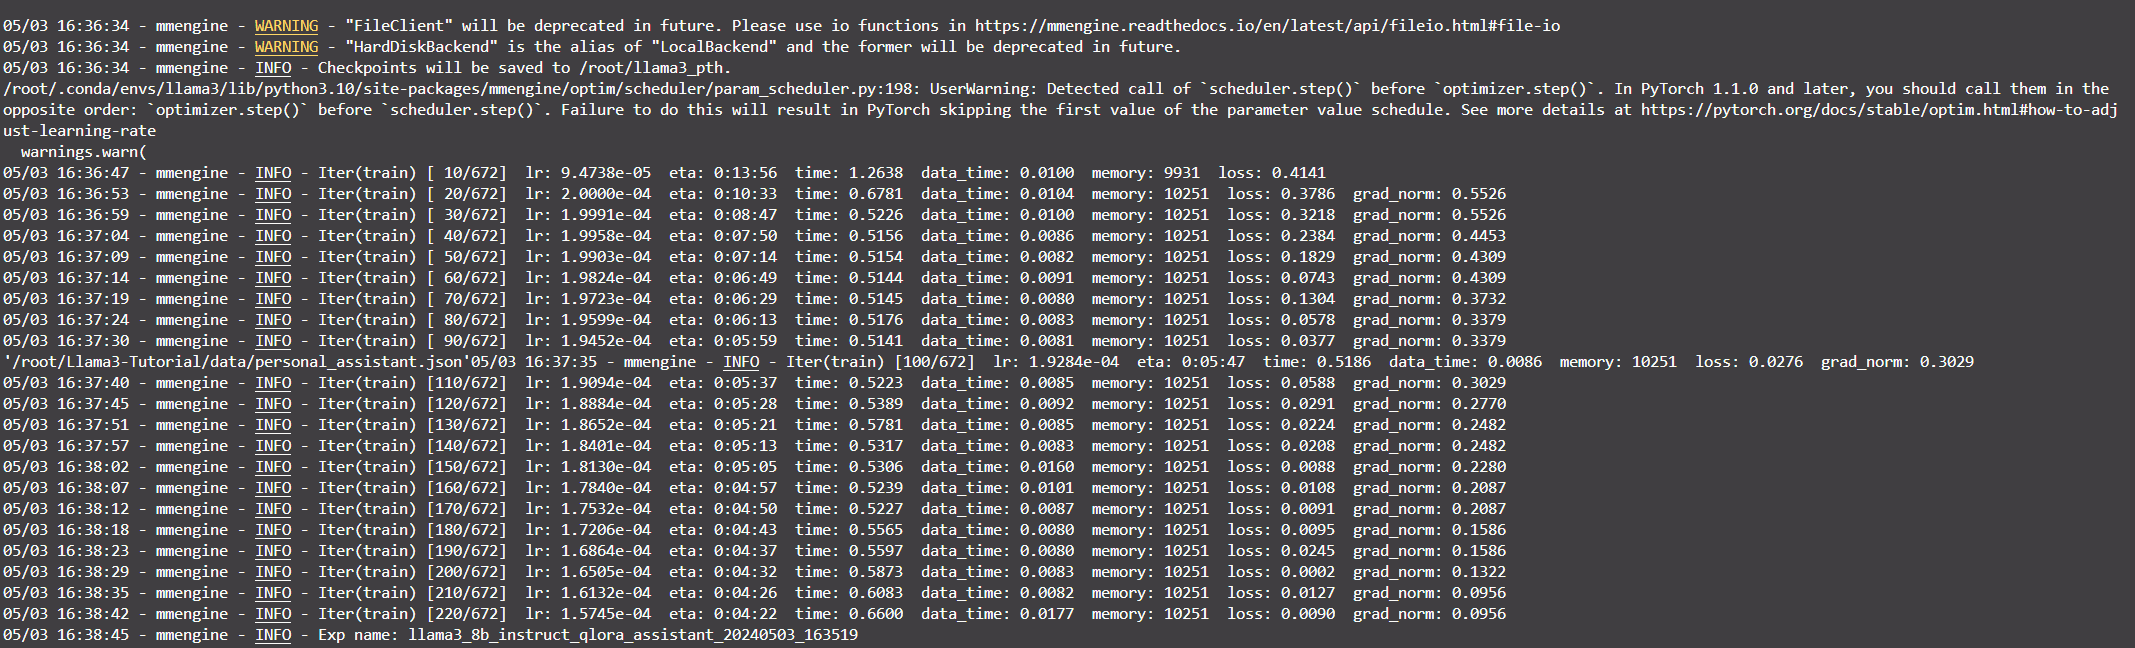 05/03 16:36:34 - mmengine - WARNING - "FileClient" will be deprecated in future. Please use io functions in https://mmengine.readthedocs.io/en/latest/api/fileio.html#file-io
05/03 16:36:34 - mmengine - WARNING - "HardDiskBackend" is the alias of "LocalBackend" and the former will be deprecated in future.
05/03 16:36:34 - mmengine - INFO - Checkpoints will be saved to /root/llama3_pth.
/root/.conda/envs/llama3/lib/python3.10/site-packages/mmengine/optim/scheduler/param_scheduler.py:198: UserWarning: Detected call of `scheduler.step()` before `optimizer.step()`. In PyTorch 1.1.0 and later, you should call them in the
opposite order: `optimizer.step()` before `scheduler.step()`. Failure to do this will result in PyTorch skipping the first value of the parameter value schedule. See more details at https://pytorch.org/docs/stable/optim.html#how-to-adj
ust-learning-rate
  warnings.warn(
05/03 16:36:47 - mmengine - INFO - Iter(train) [ 10/672]  lr: 9.4738e-05  eta: 0:13:56  time: 1.2638  data_time: 0.0100  memory: 9931  loss: 0.4141
05/03 16:36:53 - mmengine - INFO - Iter(train) [ 20/672]  lr: 2.0000e-04  eta: 0:10:33  time: 0.6781  data_time: 0.0104  memory: 10251  loss: 0.3786  grad_norm: 0.5526
05/03 16:36:59 - mmengine - INFO - Iter(train) [ 30/672]  lr: 1.9991e-04  eta: 0:08:47  time: 0.5226  data_time: 0.0100  memory: 10251  loss: 0.3218  grad_norm: 0.5526
05/03 16:37:04 - mmengine - INFO - Iter(train) [ 40/672]  lr: 1.9958e-04  eta: 0:07:50  time: 0.5156  data_time: 0.0086  memory: 10251  loss: 0.2384  grad_norm: 0.4453
05/03 16:37:09 - mmengine - INFO - Iter(train) [ 50/672]  lr: 1.9903e-04  eta: 0:07:14  time: 0.5154  data_time: 0.0082  memory: 10251  loss: 0.1829  grad_norm: 0.4309
05/03 16:37:14 - mmengine - INFO - Iter(train) [ 60/672]  lr: 1.9824e-04  eta: 0:06:49  time: 0.5144  data_time: 0.0091  memory: 10251  loss: 0.0743  grad_norm: 0.4309
05/03 16:37:19 - mmengine - INFO - Iter(train) [ 70/672]  lr: 1.9723e-04  eta: 0:06:29  time: 0.5145  data_time: 0.0080  memory: 10251  loss: 0.1304  grad_norm: 0.3732
05/03 16:37:24 - mmengine - INFO - Iter(train) [ 80/672]  lr: 1.9599e-04  eta: 0:06:13  time: 0.5176  data_time: 0.0083  memory: 10251  loss: 0.0578  grad_norm: 0.3379
05/03 16:37:30 - mmengine - INFO - Iter(train) [ 90/672]  lr: 1.9452e-04  eta: 0:05:59  time: 0.5141  data_time: 0.0081  memory: 10251  loss: 0.0377  grad_norm: 0.3379
'/root/Llama3-Tutorial/data/personal_assistant.json'05/03 16:37:35 - mmengine - INFO - Iter(train) [100/672]  lr: 1.9284e-04  eta: 0:05:47  time: 0.5186  data_time: 0.0086  memory: 10251  loss: 0.0276  grad_norm: 0.3029
05/03 16:37:40 - mmengine - INFO - Iter(train) [110/672]  lr: 1.9094e-04  eta: 0:05:37  time: 0.5223  data_time: 0.0085  memory: 10251  loss: 0.0588  grad_norm: 0.3029
05/03 16:37:45 - mmengine - INFO - Iter(train) [120/672]  lr: 1.8884e-04  eta: 0:05:28  time: 0.5389  data_time: 0.0092  memory: 10251  loss: 0.0291  grad_norm: 0.2770
05/03 16:37:51 - mmengine - INFO - Iter(train) [130/672]  lr: 1.8652e-04  eta: 0:05:21  time: 0.5781  data_time: 0.0085  memory: 10251  loss: 0.0224  grad_norm: 0.2482
05/03 16:37:57 - mmengine - INFO - Iter(train) [140/672]  lr: 1.8401e-04  eta: 0:05:13  time: 0.5317  data_time: 0.0083  memory: 10251  loss: 0.0208  grad_norm: 0.2482
05/03 16:38:02 - mmengine - INFO - Iter(train) [150/672]  lr: 1.8130e-04  eta: 0:05:05  time: 0.5306  data_time: 0.0160  memory: 10251  loss: 0.0088  grad_norm: 0.2280
05/03 16:38:07 - mmengine - INFO - Iter(train) [160/672]  lr: 1.7840e-04  eta: 0:04:57  time: 0.5239  data_time: 0.0101  memory: 10251  loss: 0.0108  grad_norm: 0.2087
05/03 16:38:12 - mmengine - INFO - Iter(train) [170/672]  lr: 1.7532e-04  eta: 0:04:50  time: 0.5227  data_time: 0.0087  memory: 10251  loss: 0.0091  grad_norm: 0.2087
05/03 16:38:18 - mmengine - INFO - Iter(train) [180/672]  lr: 1.7206e-04  eta: 0:04:43  time: 0.5565  data_time: 0.0080  memory: 10251  loss: 0.0095  grad_norm: 0.1586
05/03 16:38:23 - mmengine - INFO - Iter(train) [190/672]  lr: 1.6864e-04  eta: 0:04:37  time: 0.5597  data_time: 0.0080  memory: 10251  loss: 0.0245  grad_norm: 0.1586
05/03 16:38:29 - mmengine - INFO - Iter(train) [200/672]  lr: 1.6505e-04  eta: 0:04:32  time: 0.5873  data_time: 0.0083  memory: 10251  loss: 0.0002  grad_norm: 0.1322
05/03 16:38:35 - mmengine - INFO - Iter(train) [210/672]  lr: 1.6132e-04  eta: 0:04:26  time: 0.6083  data_time: 0.0082  memory: 10251  loss: 0.0127  grad_norm: 0.0956
05/03 16:38:42 - mmengine - INFO - Iter(train) [220/672]  lr: 1.5745e-04  eta: 0:04:22  time: 0.6600  data_time: 0.0177  memory: 10251  loss: 0.0090  grad_norm: 0.0956
05/03 16:38:45 - mmengine - INFO - Exp name: llama3_8b_instruct_qlora_assistant_20240503_163519